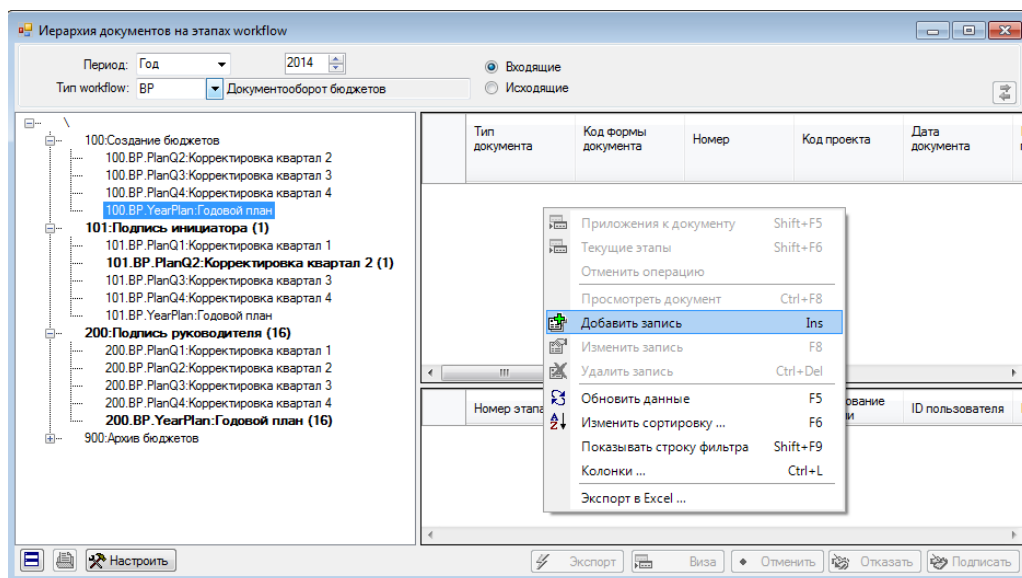 Иерархия документов на этапах workflow
Период: Год 2014
Тип workflow: BP Документооборот бюджетов
Входящие
Исходящие
\
100:Создание бюджетов
100.BP.PlanQ2:Корректировка квартал 2
100.BP.PlanQ3:Корректировка квартал 3
100.BP.PlanQ4:Корректировка квартал 4
100.BP.YearPlan:Годовой план
101:Подпись инициатора (1)
101.BP.PlanQ1:Корректировка квартал 1
101.BP.PlanQ2:Корректировка квартал 2 (1)
101.BP.PlanQ3:Корректировка квартал 3
101.BP.PlanQ4:Корректировка квартал 4
101.BP.YearPlan:Годовой план
200:Подпись руководителя (16)
200.BP.PlanQ1:Корректировка квартал 1
200.BP.PlanQ2:Корректировка квартал 2
200.BP.PlanQ3:Корректировка квартал 3
200.BP.PlanQ4:Корректировка квартал 4
200.BP.YearPlan:Годовой план (16)
900:Архив бюджетов
Тип документа
Код формы документа
Номер
Код проекта
Дата документа
Приложения к документу Shift+F5
Текущие этапы Shift+F6
Отменить операцию
Просмотреть документ Ctrl+F8
Добавить запись Ins
Изменить запись F8
Удалить запись Ctrl+Del
Обновить данные F5
Изменить сортировку ... F6
Показывать строку фильтра Shift+F9
Колонки ... Ctrl+L
Экспорт в Excel ...
Номер этапа
ID пользователя
Настроить
Экспорт
Виза
Отменить
Отказать
Подписать